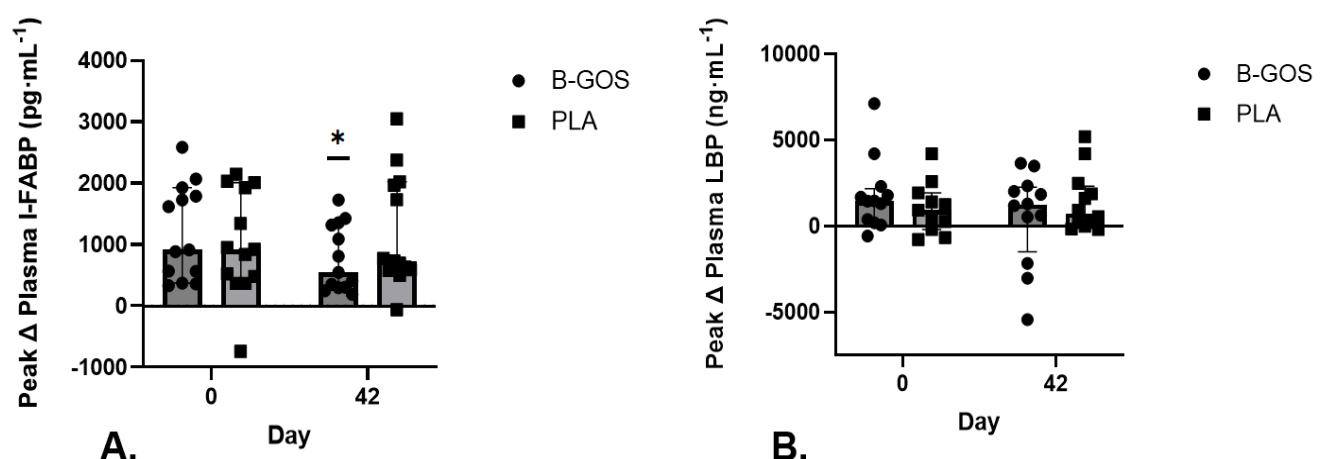 Peak Δ Plasma I-FABP (pg·mL⁻¹)
4000
3000
2000
1000
0
-1000
*
B-GOS
PLA
0
42
Day
A.
Peak Δ Plasma LBP (ng·mL⁻¹)
10000
5000
0
-5000
B-GOS
PLA
0
42
Day
B.